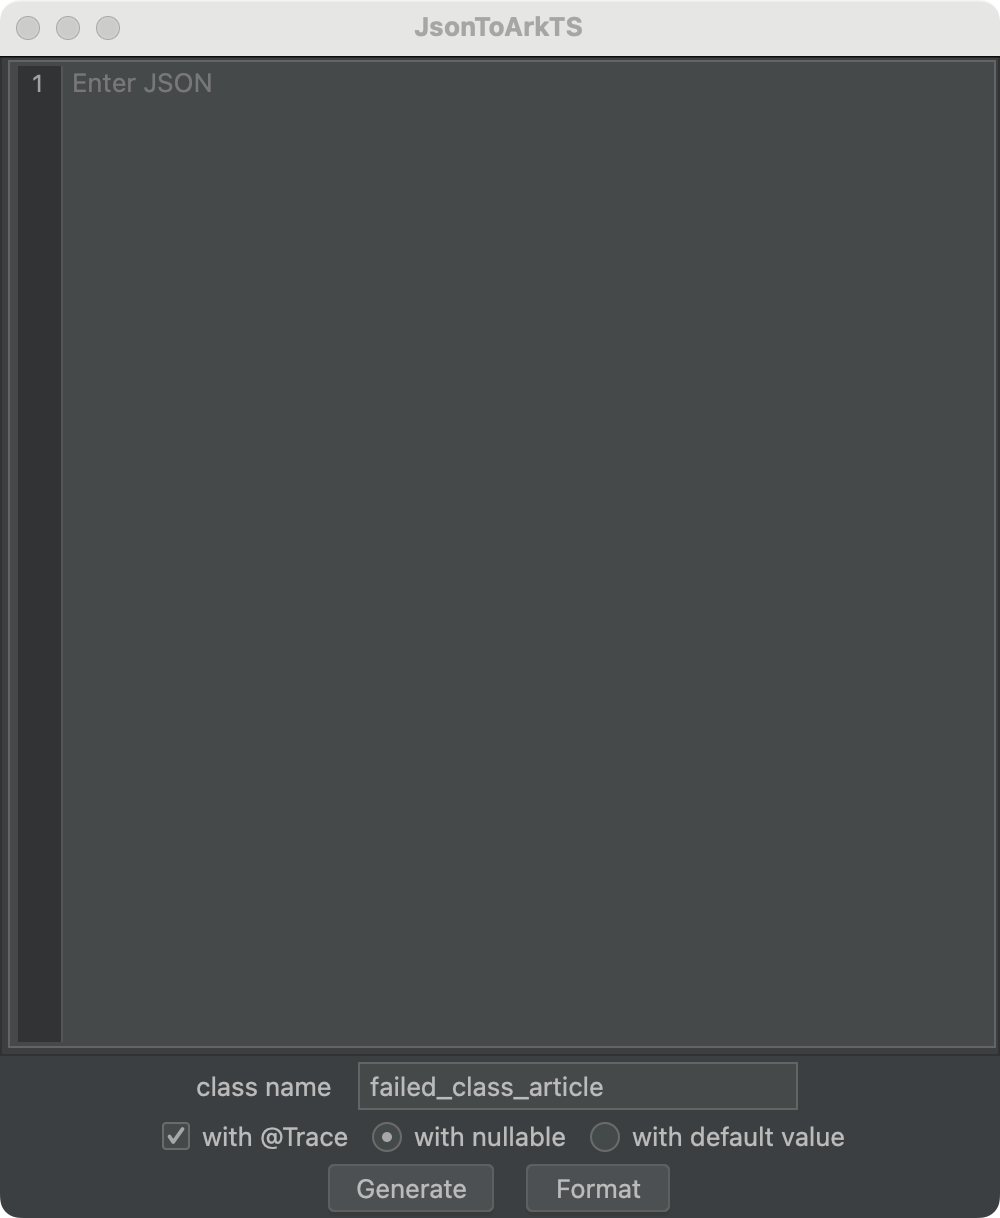 JsonToArkTS
1 Enter JSON
class name failed_class_article
with @Trace with nullable with default value
Generate Format